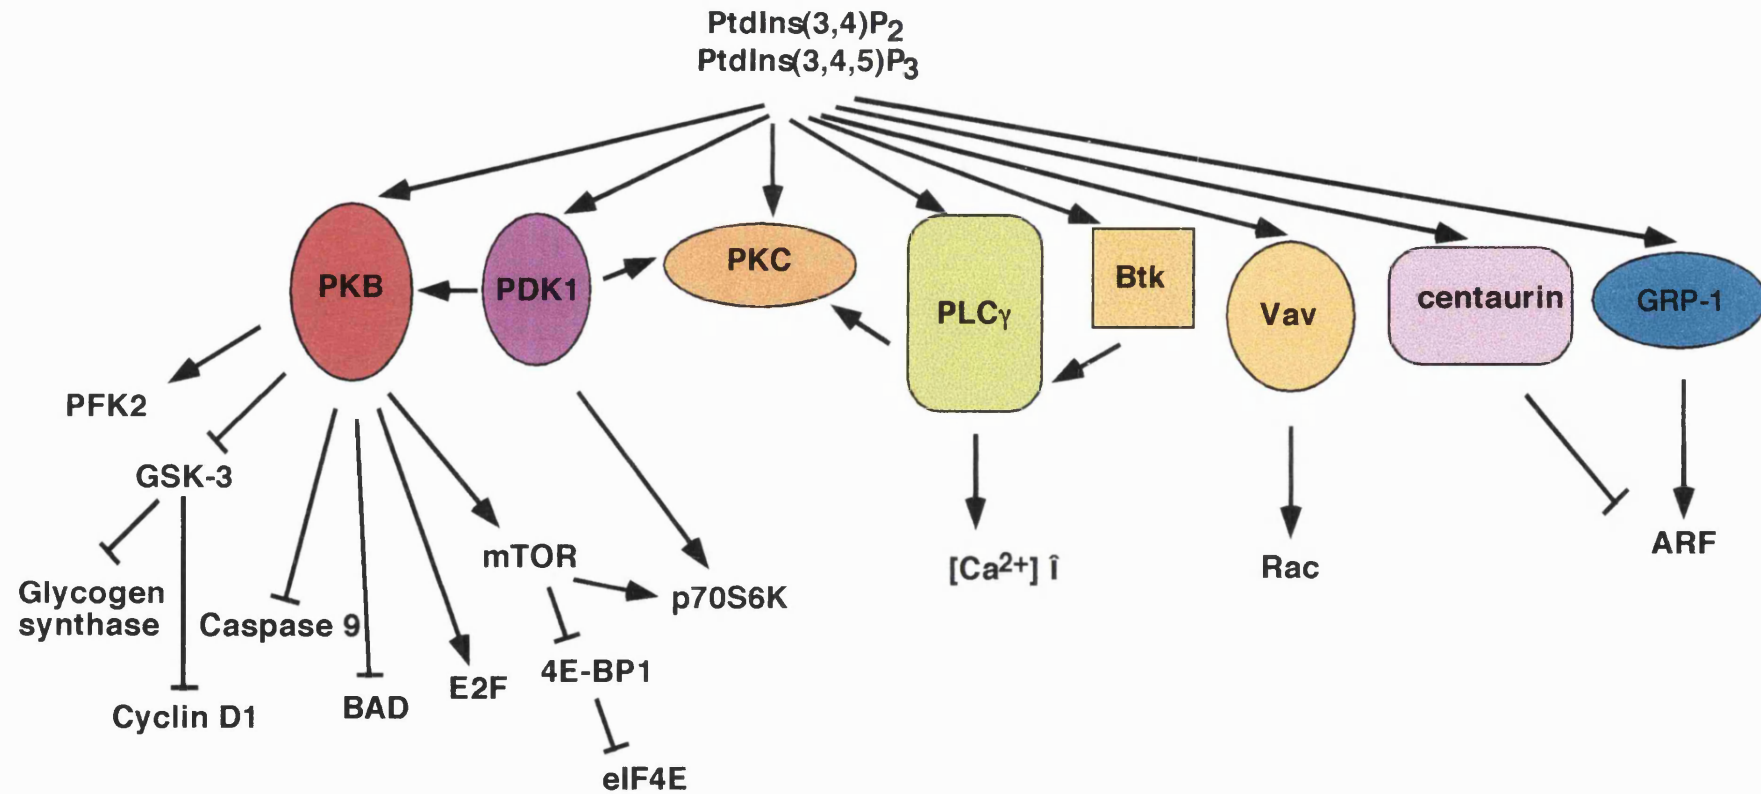 PtdIns(3,4)P2
PtdIns(3,4,5)P3
PKB
PDK1
PKC
PLCγ
Btk
Vav
centaurin
GRP-1
PFK2
GSK-3
mTOR
[Ca2+] î
Rac
ARF
Glycogen
synthase
Caspase 9
p70S6K
Cyclin D1
BAD
E2F
4E-BP1
eIF4E